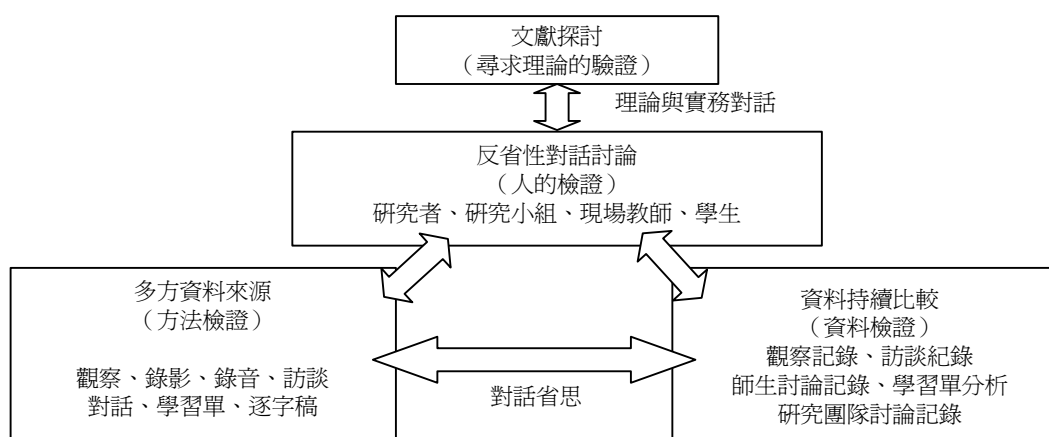 文獻探討
（尋求理論的驗證）
理論與實務對話
反省性對話討論
（人的檢證）
研究者、研究小組、現場教師、學生
多方資料來源
（方法檢證）
觀察、錄影、錄音、訪談
對話、學習單、逐字稿
對話省思
資料持續比較
（資料檢證）
觀察記錄、訪談紀錄
師生討論記錄、學習單分析
研究團隊討論記錄